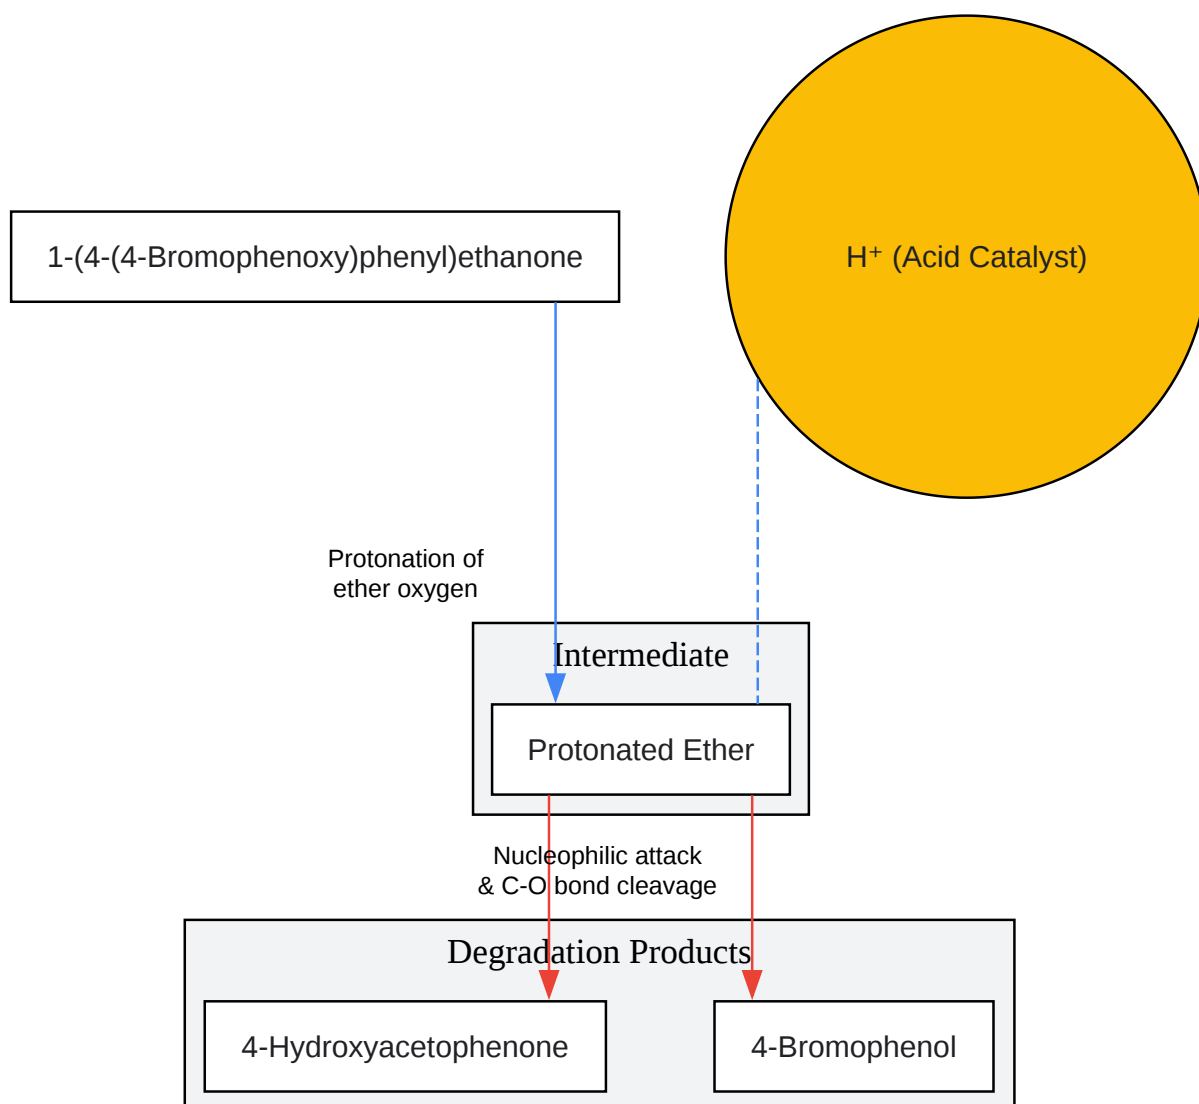 1-(4-(4-Bromophenoxy)phenyl)ethanone
H⁺ (Acid Catalyst)
Protonation of
ether oxygen
Intermediate
Protonated Ether
Nucleophilic attack
& C-O bond cleavage
Degradation Products
4-Hydroxyacetophenone
4-Bromophenol